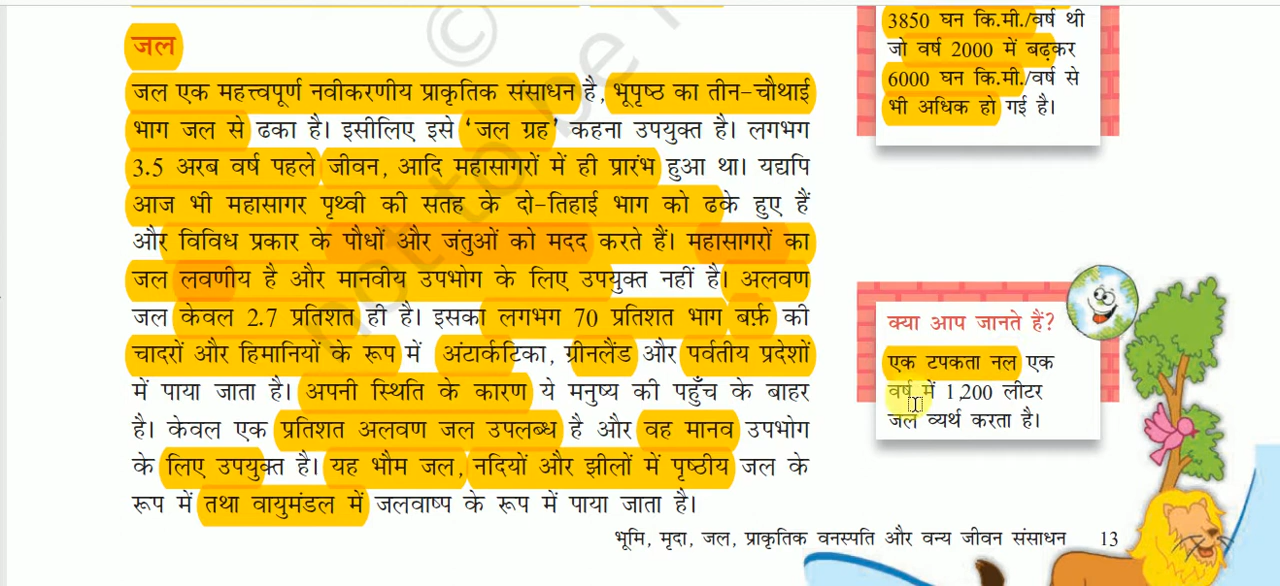 जल
जल एक महत्त्वपूर्ण नवीकरणीय प्राकृतिक संसाधन है, भूपृष्ठ का तीन-चौथाई
भाग जल से ढका है। इसीलिए इसे ‘जल ग्रह’ कहना उपयुक्त है। लगभग
3.5 अरब वर्ष पहले जीवन, आदि महासागरों में ही प्रारंभ हुआ था। यद्यपि
आज भी महासागर पृथ्वी की सतह के दो-तिहाई भाग को ढके हुए हैं
और विविध प्रकार के पौधों और जंतुओं को मदद करते हैं। महासागरों का
जल लवणीय है और मानवीय उपभोग के लिए उपयुक्त नहीं है। अलवण
जल केवल 2.7 प्रतिशत ही है। इसका लगभग 70 प्रतिशत भाग बर्फ़ की
चादरों और हिमानियों के रूप में अंटार्कटिका, ग्रीनलैंड और पर्वतीय प्रदेशों
में पाया जाता है। अपनी स्थिति के कारण ये मनुष्य की पहुँच के बाहर
है। केवल एक प्रतिशत अलवण जल उपलब्ध है और वह मानव उपभोग
के लिए उपयुक्त है। यह भौम जल, नदियों और झीलों में पृष्ठीय जल के
रूप में तथा वायुमंडल में जलवाष्प के रूप में पाया जाता है।
3850 घन कि.मी./वर्ष थी
जो वर्ष 2000 में बढ़कर
6000 घन कि.मी./वर्ष से
भी अधिक हो गई है।
क्या आप जानते हैं?
एक टपकता नल एक
वर्ष में 1,200 लीटर
जल व्यर्थ करता है।
भूमि, मृदा, जल, प्राकृतिक वनस्पति और वन्य जीवन संसाधन 13
© not to be r